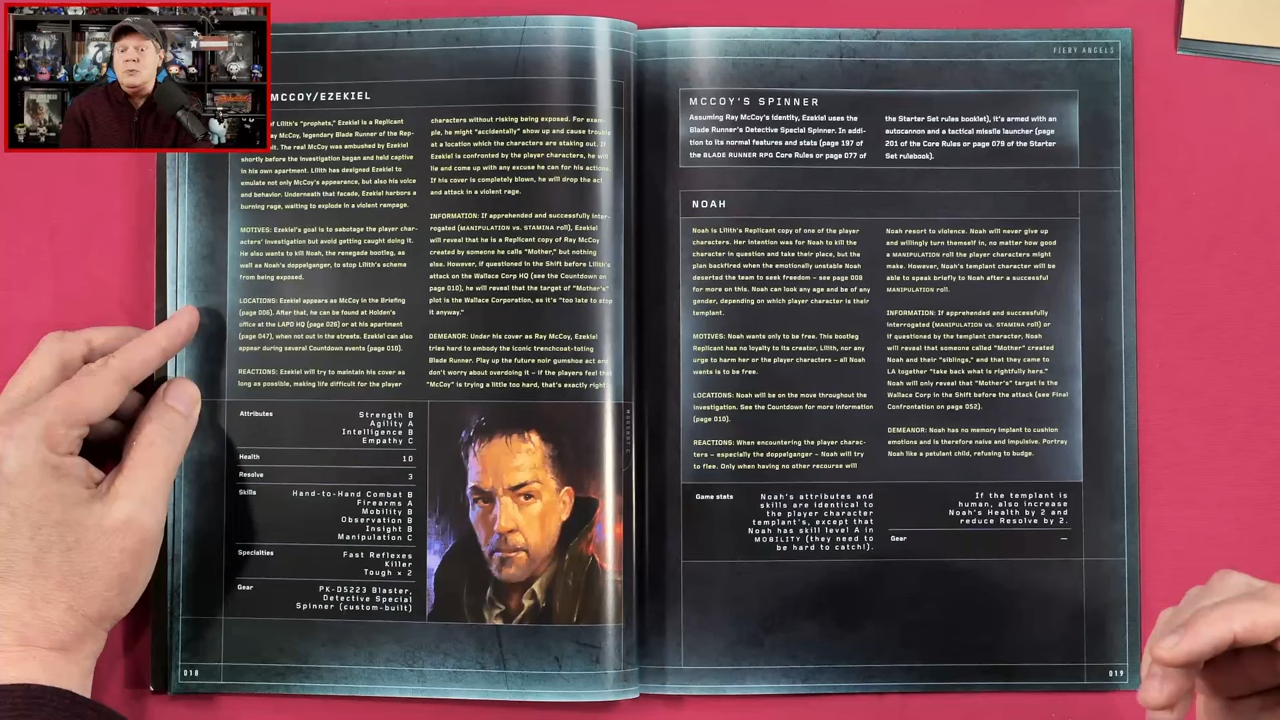 FIERY ANGELS
MCCOY/EZEKIEL
of Lilith's "prophets," Ezekiel is a Replicant
ay McCoy, legendary Blade Runner of the Rep-
The real McCoy was ambushed by Ezekiel
shortly before the investigation began and held captive
in his own apartment. Lilith has designed Ezekiel to
emulate not only McCoy's appearance, but also his voice
and behavior. Underneath that facade, Ezekiel harbors a
burning rage, waiting to explode in a violent rampage.
MOTIVES: Ezekiel's goal is to sabotage the player char-
acters' investigation but avoid getting caught doing it.
He also wants to kill Noah, the renegade bootleg, as
well as Noah's doppelganger, to stop Lilith's schema
from being exposed.
LOCATIONS: Ezekiel appears as McCoy in the Briefing
(page 006). After that, he can be found at Holden's
office at the LAPD HQ (page 026) or at his apartment
(page 047), when not out in the streets. Ezekiel can also
appear during several Countdown events (page 010).
REACTIONS: Ezekiel will try to maintain his cover as
long as possible, making life difficult for the player
characters without risking being exposed. For exam-
ple, he might "accidentally" show up and cause trouble
at a location which the characters are staking out. If
Ezekiel is confronted by the player characters, he will
lie and come up with any excuse he can for his actions.
If his cover is completely blown, he will drop the act
and attack in a violent rage.
INFORMATION: If apprehended and successfully inter-
rogated (MANIPULATION vs. STAMINA roll), Ezekiel
will reveal that he is a Replicant copy of Ray McCoy
created by someone he calls "Mother," but nothing
else. However, if questioned in the Shift before Lilith's
attack on the Wallace Corp HQ (see the Countdown on
page 010), he will reveal that the target of "Mother's"
plot is the Wallace Corporation, as it's "too late to stop
it anyway."
DEMEANOR: Under his cover as Ray McCoy, Ezekiel
tries hard to embody the iconic trenchcoat-toting
Blade Runner. Play up the future noir gumshoe act and
don't worry about overdoing it – if the players feel that
"McCoy" is trying a little too hard, that's exactly right
Attributes
Strength B
Agility A
Intelligence B
Empathy C
Health 10
Resolve 3
Skills
Hand-to-Hand Combat B
Firearms A
Mobility B
Observation B
Insight B
Manipulation C
Specialties
Fast Reflexes
Killer
Tough × 2
Gear
PK-D5223 Blaster,
Detective Special
Spinner (custom-built)
018
MCCOY'S SPINNER
Assuming Ray McCoy's identity, Ezekiel uses the
Blade Runner's Detective Special Spinner. In addi-
tion to its normal features and stats (page 197 of
the BLADE RUNNER RPG Core Rules or page 077 of
the Starter Set rules booklet), it's armed with an
autocannon and a tactical missile launcher (page
201 of the Core Rules or page 079 of the Starter
Set rulebook).
NOAH
Noah is Lilith's Replicant copy of one of the player
characters. Her intention was for Noah to kill the
character in question and take their place, but the
plan backfired when the emotionally unstable Noah
deserted the team to seek freedom – see page 008
for more on this. Noah can look any age and be of any
gender, depending on which player character is their
template.
MOTIVES: Noah wants only to be free. This bootleg
Replicant has no loyalty to its creator, Lilith, nor any
urge to harm her or the player characters – all Noah
wants is to be free.
LOCATIONS: Noah will be on the move throughout the
investigation. See the Countdown for more information
(page 010).
REACTIONS: When encountering the player charac-
ters – especially the doppelganger – Noah will try
to flee. Only when having no other recourse will
Noah resort to violence. Noah will never give up
and willingly turn themself in, no matter how good
a MANIPULATION roll the players might
make. However, Noah's template character will be
able to speak briefly to Noah after a successful
MANIPULATION roll.
INFORMATION: If apprehended and successfully
interrogated (MANIPULATION vs. STAMINA roll) or
if questioned by the template character, Noah
will reveal that someone called "Mother" created
Noah and their "siblings," and that they came to
LA together "take back what is rightfully hers."
Noah will only reveal that "Mother's" target is the
Wallace Corp in the Shift before the attack (see Final
Confrontation on page 052).
DEMEANOR: Noah has no memory implant to cushion
emotions and is therefore naive and impulsive. Portray
Noah like a petulant child, refusing to budge.
Game stats
Noah's attributes and
skills are identical to
the player character
template's, except that
Noah has skill level A in
MOBILITY (they need to
be hard to catch!).
If the template is
human, also increase
Noah's Health by 2 and
reduce Resolve by 2.
Gear —
019